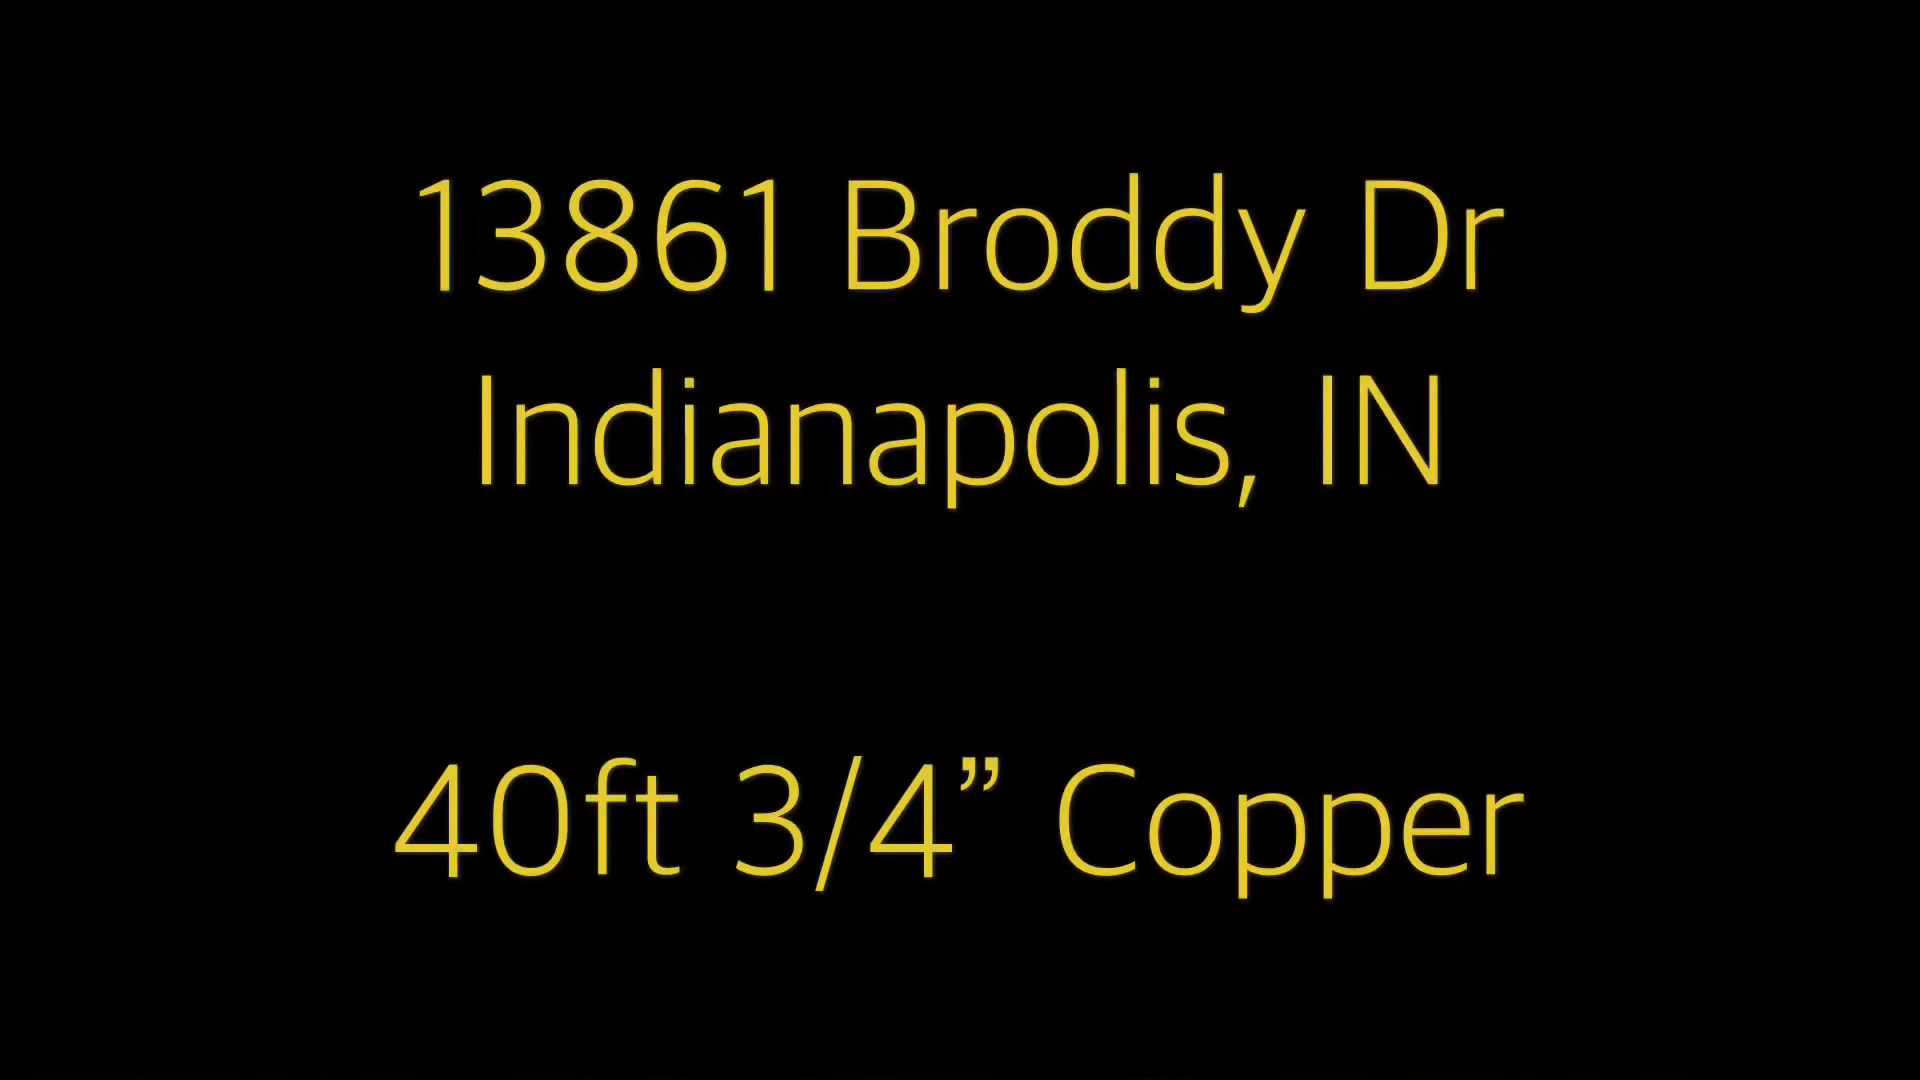 13861 Broddy Dr
Indianapolis, IN
40ft 3/4” Copper